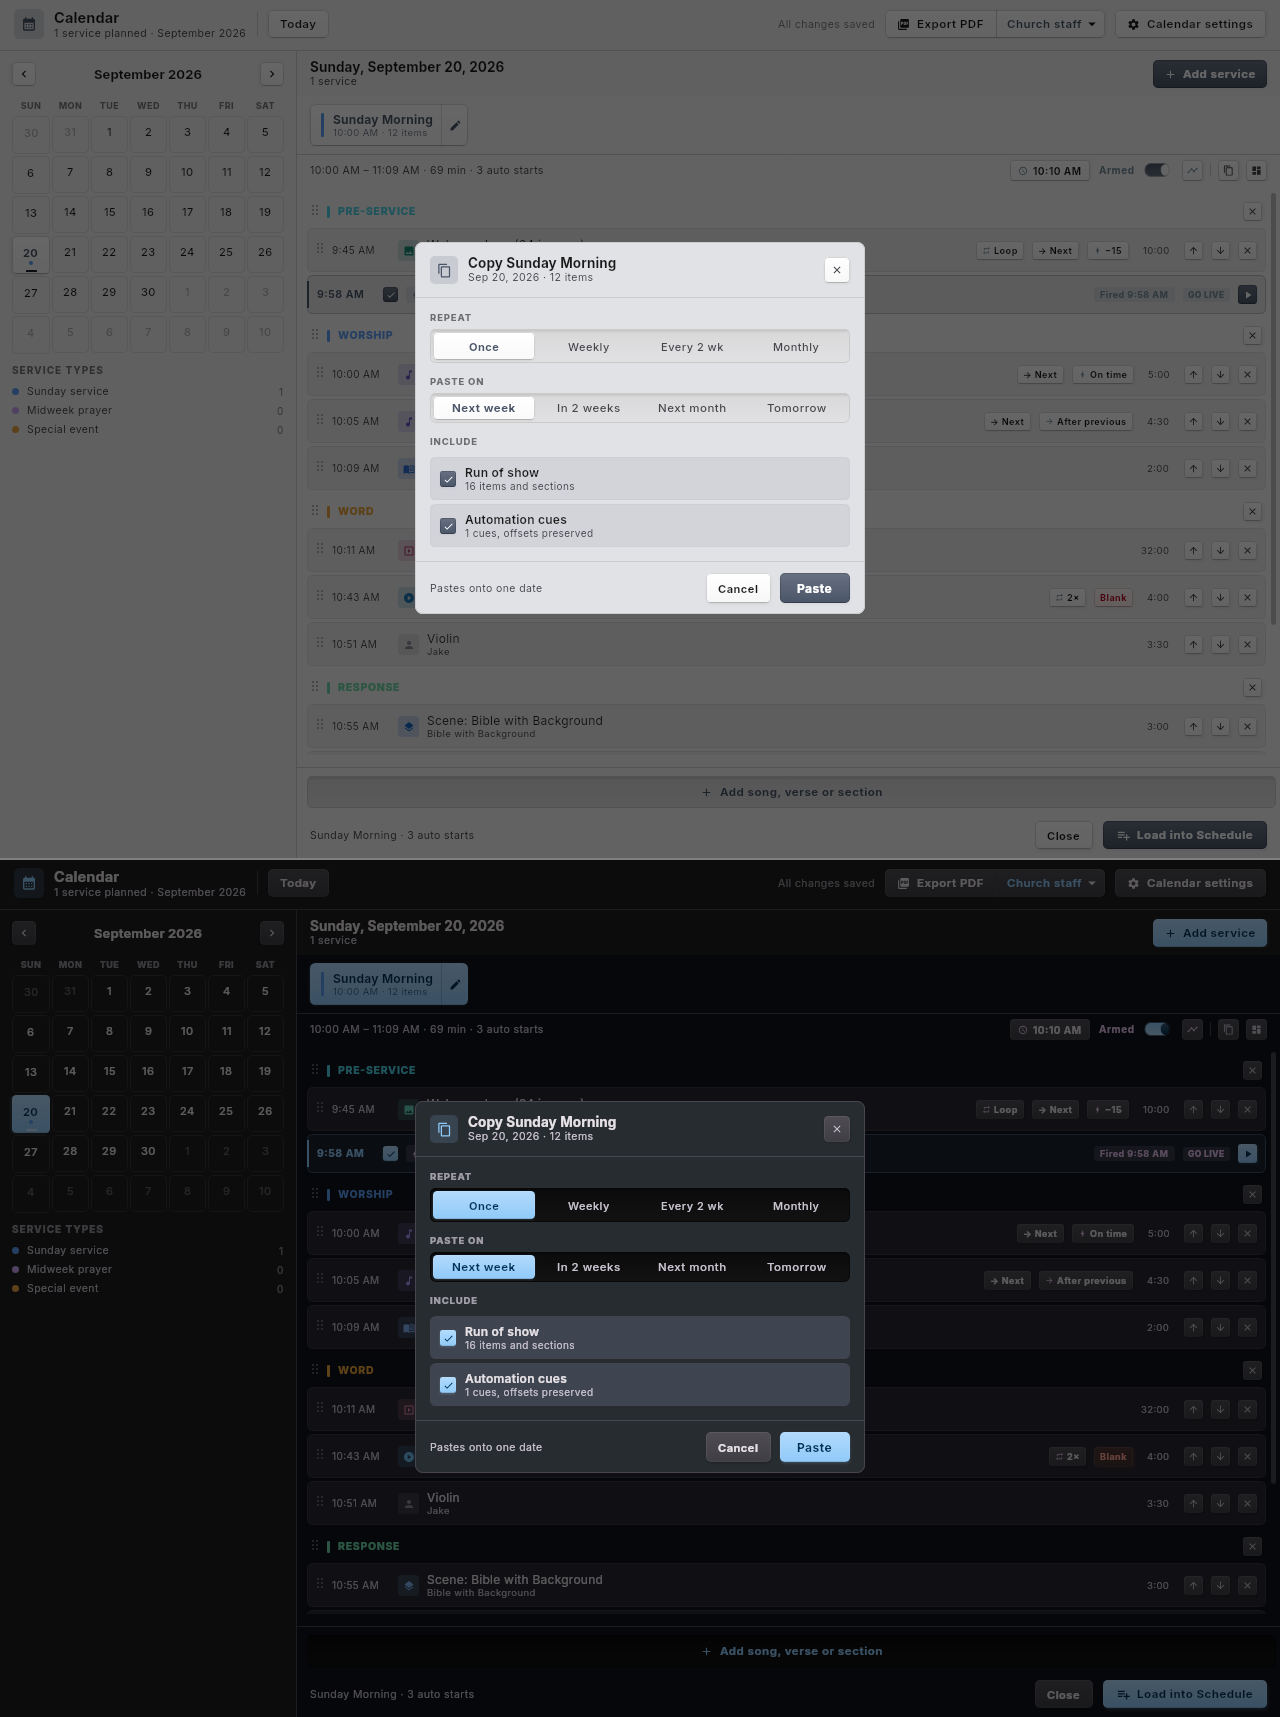 Calendar
1 service planned · September 2026
Today
All changes saved
Export PDF
Church staff
Calendar settings
September 2026
SUN MON TUE WED THU FRI SAT
30 31 1 2 3 4 5
6 7 8 9 10 11 12
13 14 15 16 17 18 19
20 21 22 23 24 25 26
27 28 29 30 1 2 3
4 5 6 7 8 9 10
SERVICE TYPES
Sunday service 1
Midweek prayer 0
Special event 0
Sunday, September 20, 2026
1 service
+ Add service
Sunday Morning
10:00 AM · 12 items
10:00 AM – 11:09 AM · 69 min · 3 auto starts
10:10 AM
Armed
PRE-SERVICE
9:45 AM
Loop
→ Next
−15
10:00
9:58 AM
Fired 9:58 AM
GO LIVE
WORSHIP
10:00 AM
→ Next
On time
5:00
10:05 AM
→ Next
After previous
4:30
10:09 AM
2:00
WORD
10:11 AM
32:00
10:43 AM
2×
Blank
4:00
10:51 AM
Violin
Jake
3:30
RESPONSE
10:55 AM
Scene: Bible with Background
Bible with Background
3:00
+ Add song, verse or section
Sunday Morning · 3 auto starts
Close
Load into Schedule
Copy Sunday Morning
Sep 20, 2026 · 12 items
REPEAT
Once Weekly Every 2 wk Monthly
PASTE ON
Next week In 2 weeks Next month Tomorrow
INCLUDE
Run of show
16 items and sections
Automation cues
1 cues, offsets preserved
Pastes onto one date
Cancel
Paste
Calendar
1 service planned · September 2026
Today
All changes saved
Export PDF
Church staff
Calendar settings
September 2026
SUN MON TUE WED THU FRI SAT
30 31 1 2 3 4 5
6 7 8 9 10 11 12
13 14 15 16 17 18 19
20 21 22 23 24 25 26
27 28 29 30 1 2 3
4 5 6 7 8 9 10
SERVICE TYPES
Sunday service 1
Midweek prayer 0
Special event 0
Sunday, September 20, 2026
1 service
+ Add service
Sunday Morning
10:00 AM · 12 items
10:00 AM – 11:09 AM · 69 min · 3 auto starts
10:10 AM
Armed
PRE-SERVICE
9:45 AM
Loop
→ Next
−15
10:00
9:58 AM
Fired 9:58 AM
GO LIVE
WORSHIP
10:00 AM
→ Next
On time
5:00
10:05 AM
→ Next
After previous
4:30
10:09 AM
2:00
WORD
10:11 AM
32:00
10:43 AM
2×
Blank
4:00
10:51 AM
Violin
Jake
3:30
RESPONSE
10:55 AM
Scene: Bible with Background
Bible with Background
3:00
+ Add song, verse or section
Sunday Morning · 3 auto starts
Close
Load into Schedule
Copy Sunday Morning
Sep 20, 2026 · 12 items
REPEAT
Once Weekly Every 2 wk Monthly
PASTE ON
Next week In 2 weeks Next month Tomorrow
INCLUDE
Run of show
16 items and sections
Automation cues
1 cues, offsets preserved
Pastes onto one date
Cancel
Paste